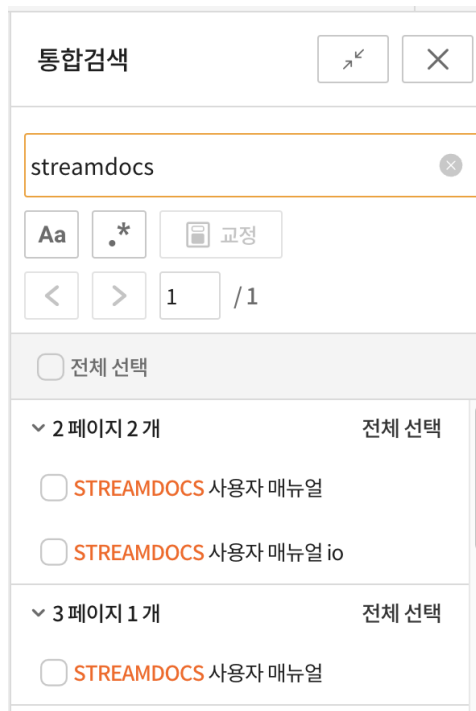 통합검색
streamdocs
Aa .* 교정
< > 1 / 1
전체 선택
2 페이지 2 개 전체 선택
STREAMDOCS 사용자 매뉴얼
STREAMDOCS 사용자 매뉴얼 io
3 페이지 1 개 전체 선택
STREAMDOCS 사용자 매뉴얼